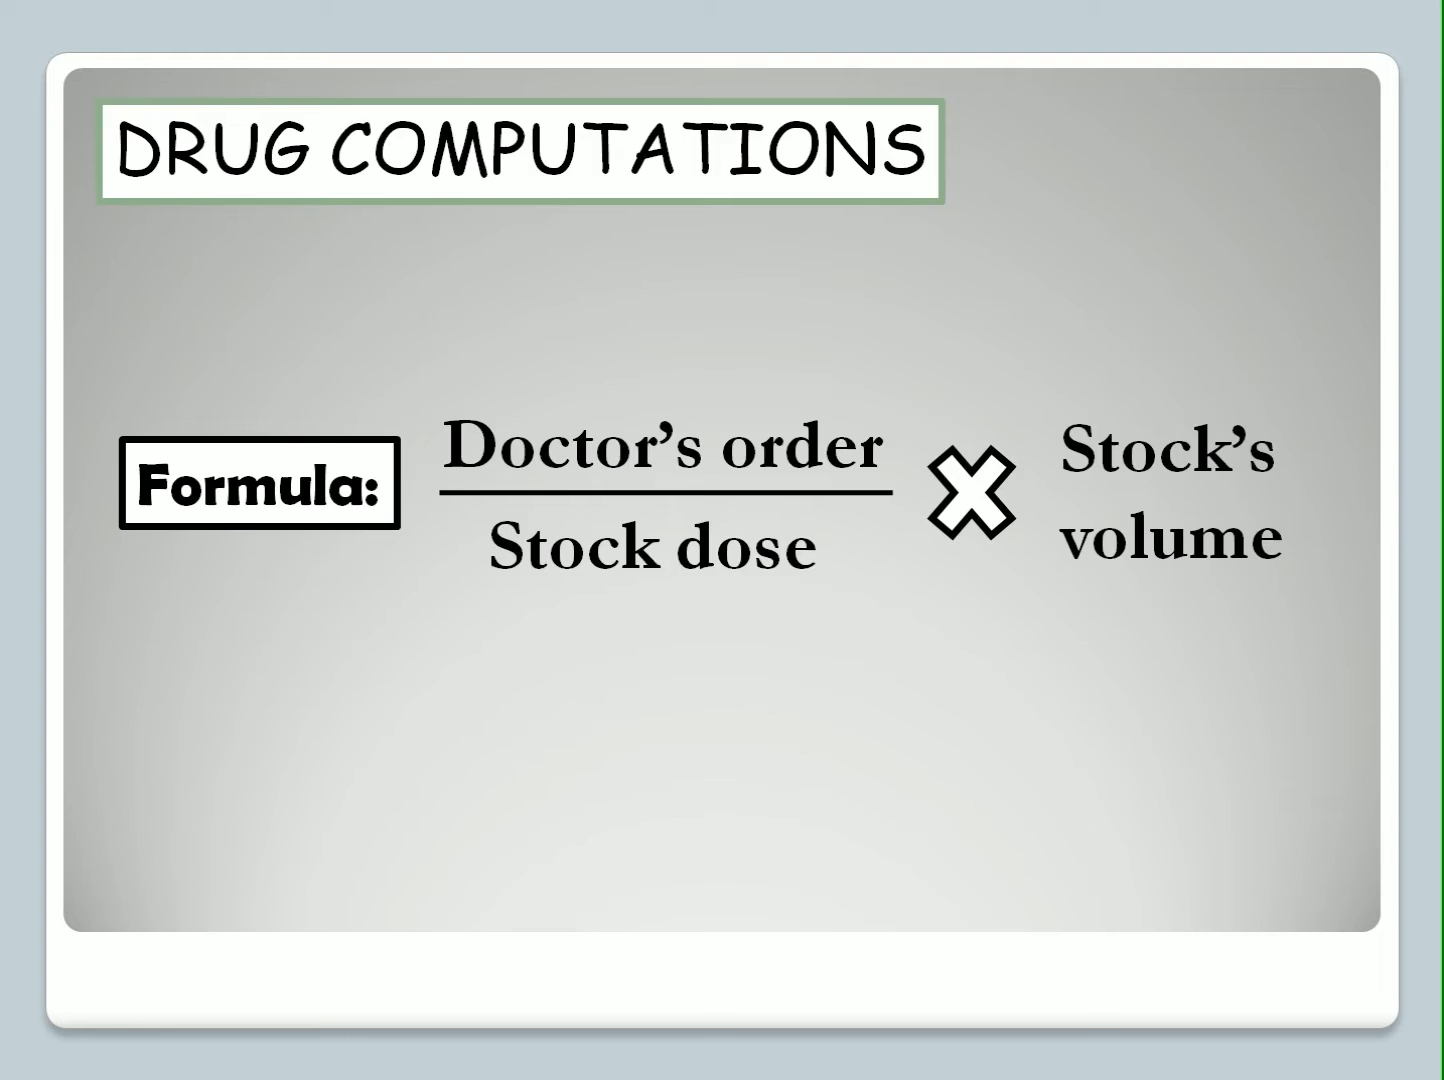 DRUG COMPUTATIONS
Formula:
Doctor’s order
Stock dose
Stock’s
volume